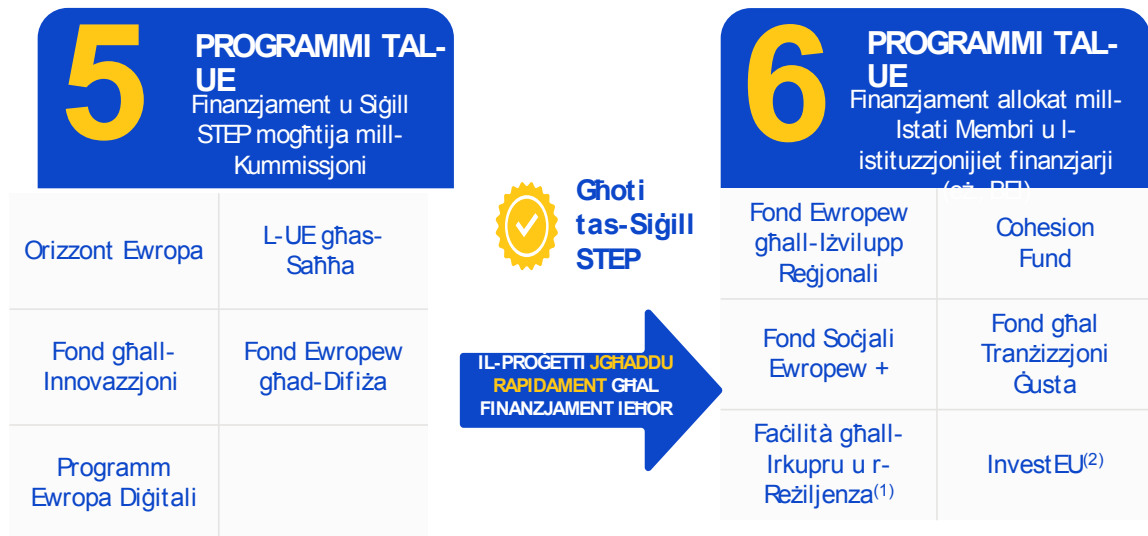 5
PROGRAMMI TAL-
UE
Finanzjament u Siġill
STEP mogħtija mill-
Kummissjoni
Orizzont Ewropa
L-UE għas-
Saħħa
Fond għall-
Innovazzjoni
Fond Ewropew
għad-Difiża
Programm
Ewropa Diġitali
Għoti
tas-Siġill
STEP
IL-PROĠETTI JGĦADDU
RAPIDAMENT GĦAL
FINANZJAMENT IEĦOR
6
PROGRAMMI TAL-
UE
Finanzjament allokat mill-
Istati Membri u l-
istituzzjonijiet finanzjarji
(eż. BEI)
Fond Ewropew
għall-Iżvilupp
Reġjonali
Cohesion
Fund
Fond Soċjali
Ewropew +
Fond għal
Tranżizzjoni
Ġusta
Faċilità għall-
Irkupru u r-
Reżiljenza(1)
InvestEU(2)